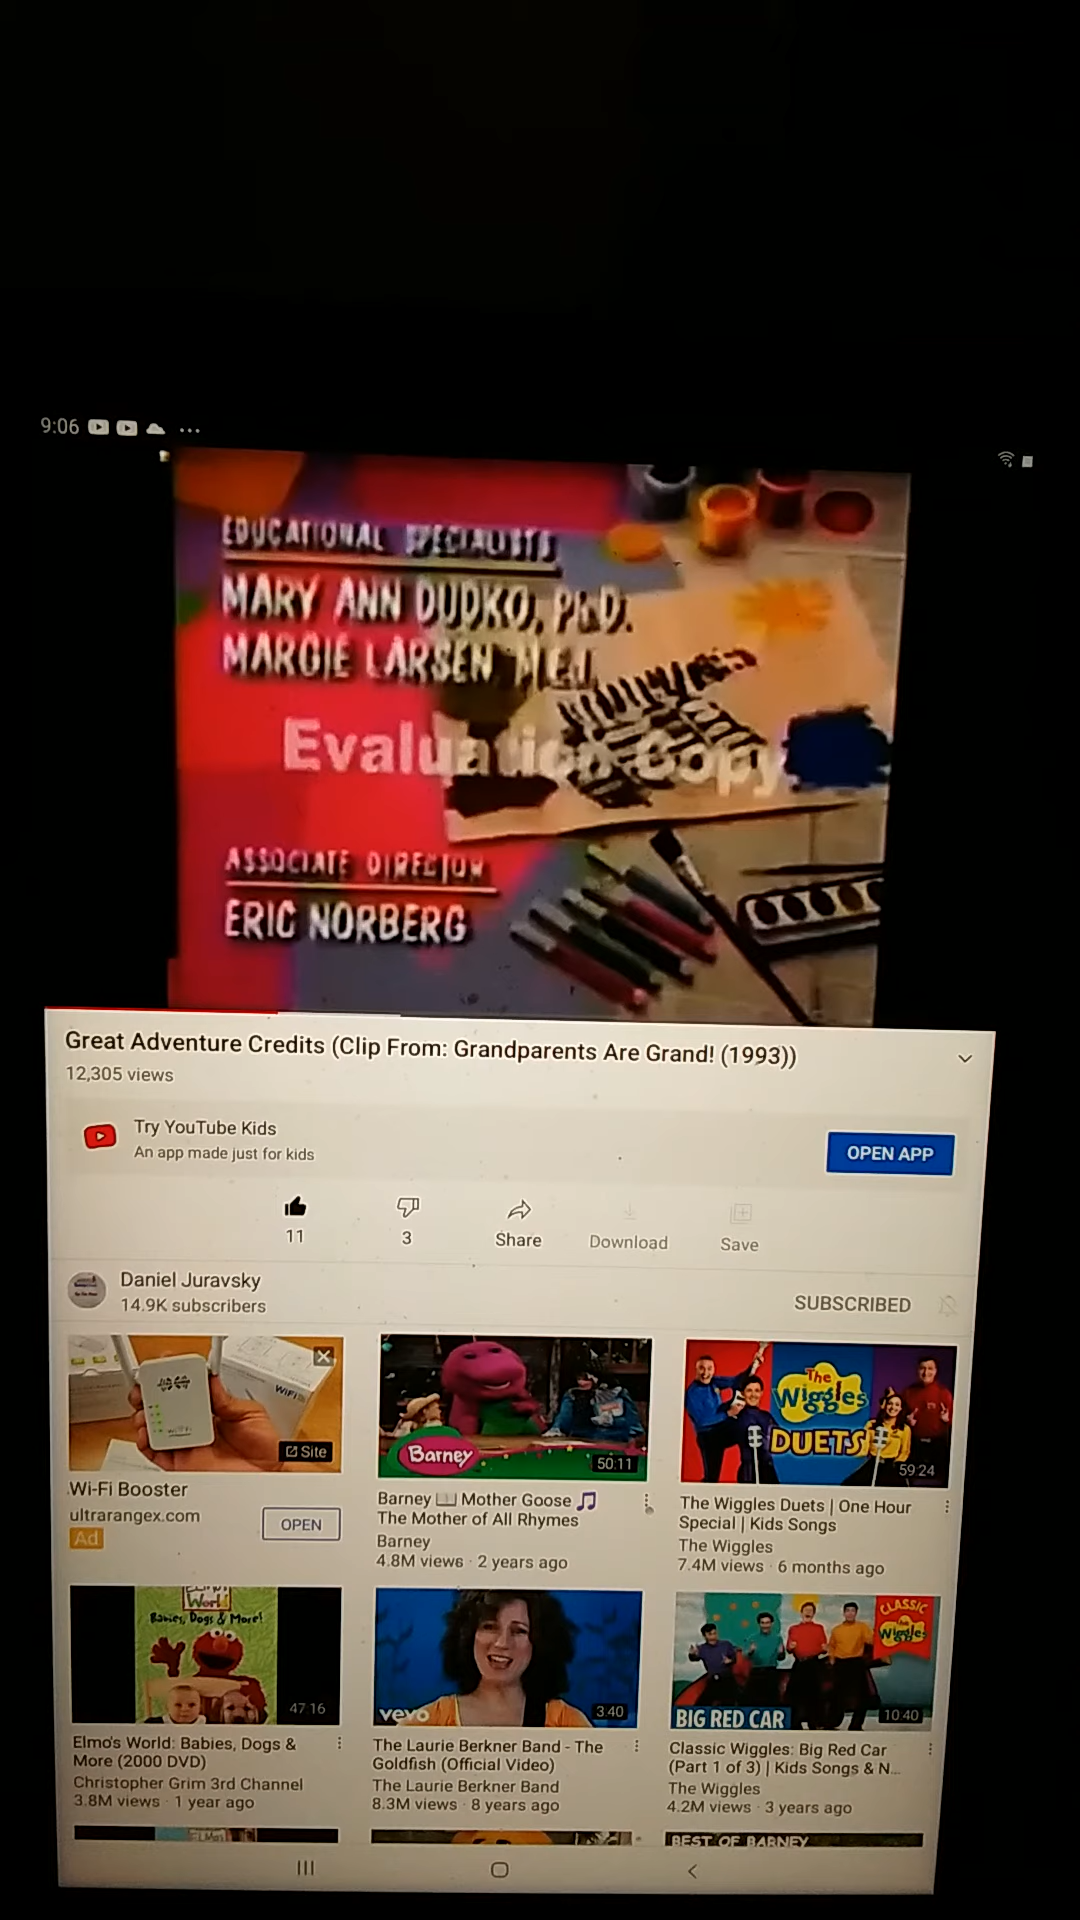 9:06
EDUCATIONAL SPECIALISTS
MARY ANN DUDKO, PH.D.
MARGIE LARSEN, M.Ed.
Evaluation Copy
ASSOCIATE DIRECTOR
ERIC NORBERG
Great Adventure Credits (Clip From: Grandparents Are Grand! (1993))
12,305 views
Try YouTube Kids
An app made just for kids
OPEN APP
11
3
Share
Download
Save
Daniel Juravsky
14.9K subscribers
SUBSCRIBED
WiFi
Site
Barney
50:11
The Wiggles
DUETS
59:24
Wi-Fi Booster
ultrarangex.com
Ad
OPEN
Barney 📖 Mother Goose 🎵
The Mother of All Rhymes
Barney
4.8M views · 2 years ago
The Wiggles Duets | One Hour
Special | Kids Songs
The Wiggles
7.4M views · 6 months ago
World
Babies, Dogs & More!
47:16
vevo
3:40
CLASSIC
Wiggles
BIG RED CAR
10:40
Elmo's World: Babies, Dogs &
More (2000 DVD)
Christopher Grim 3rd Channel
3.8M views · 1 year ago
The Laurie Berkner Band - The
Goldfish (Official Video)
The Laurie Berkner Band
8.3M views · 8 years ago
Classic Wiggles: Big Red Car
(Part 1 of 3) | Kids Songs & N...
The Wiggles
4.2M views · 3 years ago
BEST OF BARNEY